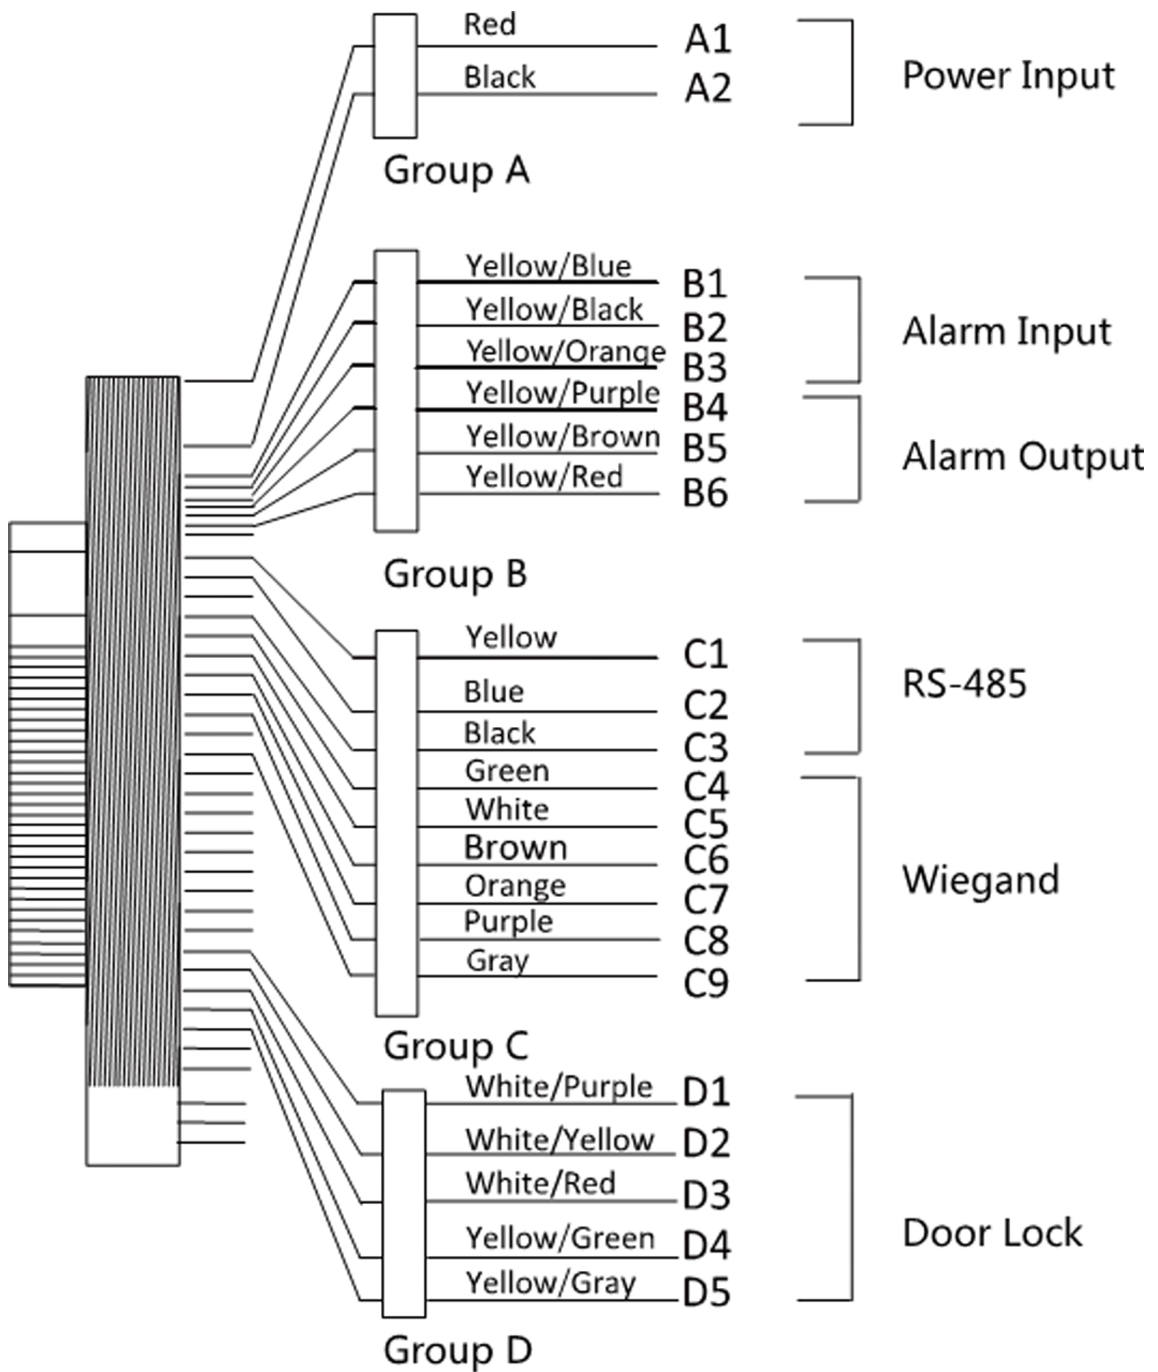 Red A1
Black A2
Power Input
Group A
Yellow/Blue B1
Yellow/Black B2
Yellow/Orange B3
Alarm Input
Yellow/Purple B4
Yellow/Brown B5
Yellow/Red B6
Alarm Output
Group B
Yellow C1
Blue C2
Black C3
RS-485
Green C4
White C5
Brown C6
Orange C7
Purple C8
Gray C9
Wiegand
Group C
White/Purple D1
White/Yellow D2
White/Red D3
Yellow/Green D4
Yellow/Gray D5
Door Lock
Group D